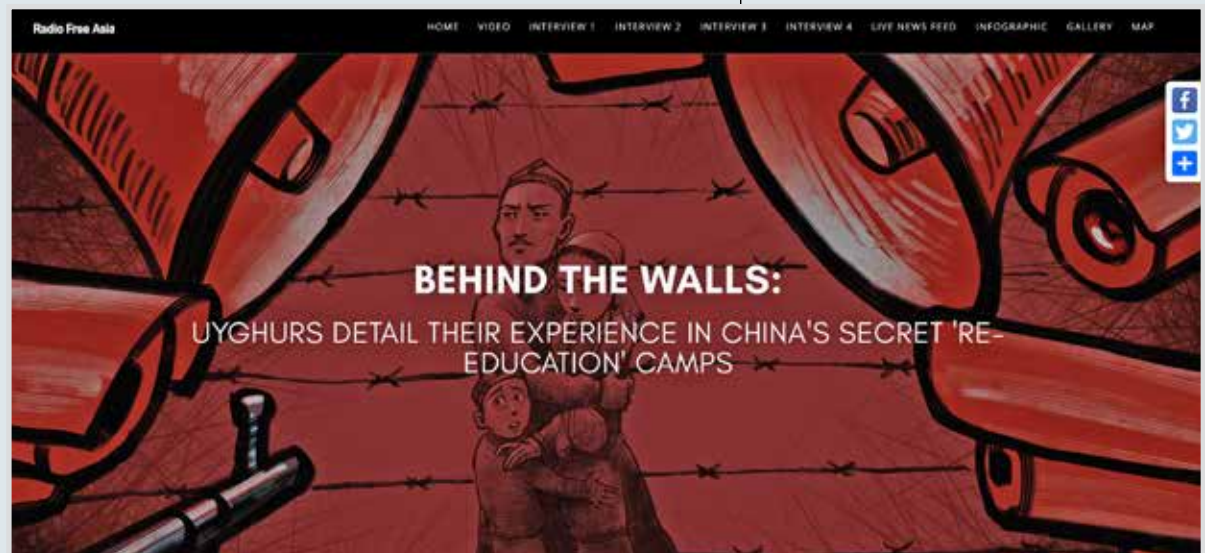 Radio Free Asia
HOME VIDEO INTERVIEW 1 INTERVIEW 2 INTERVIEW 3 INTERVIEW 4 LIVE NEWS FEED INFOGRAPHIC GALLERY MAP
BEHIND THE WALLS:
UYGHURS DETAIL THEIR EXPERIENCE IN CHINA'S SECRET 'RE-
EDUCATION' CAMPS